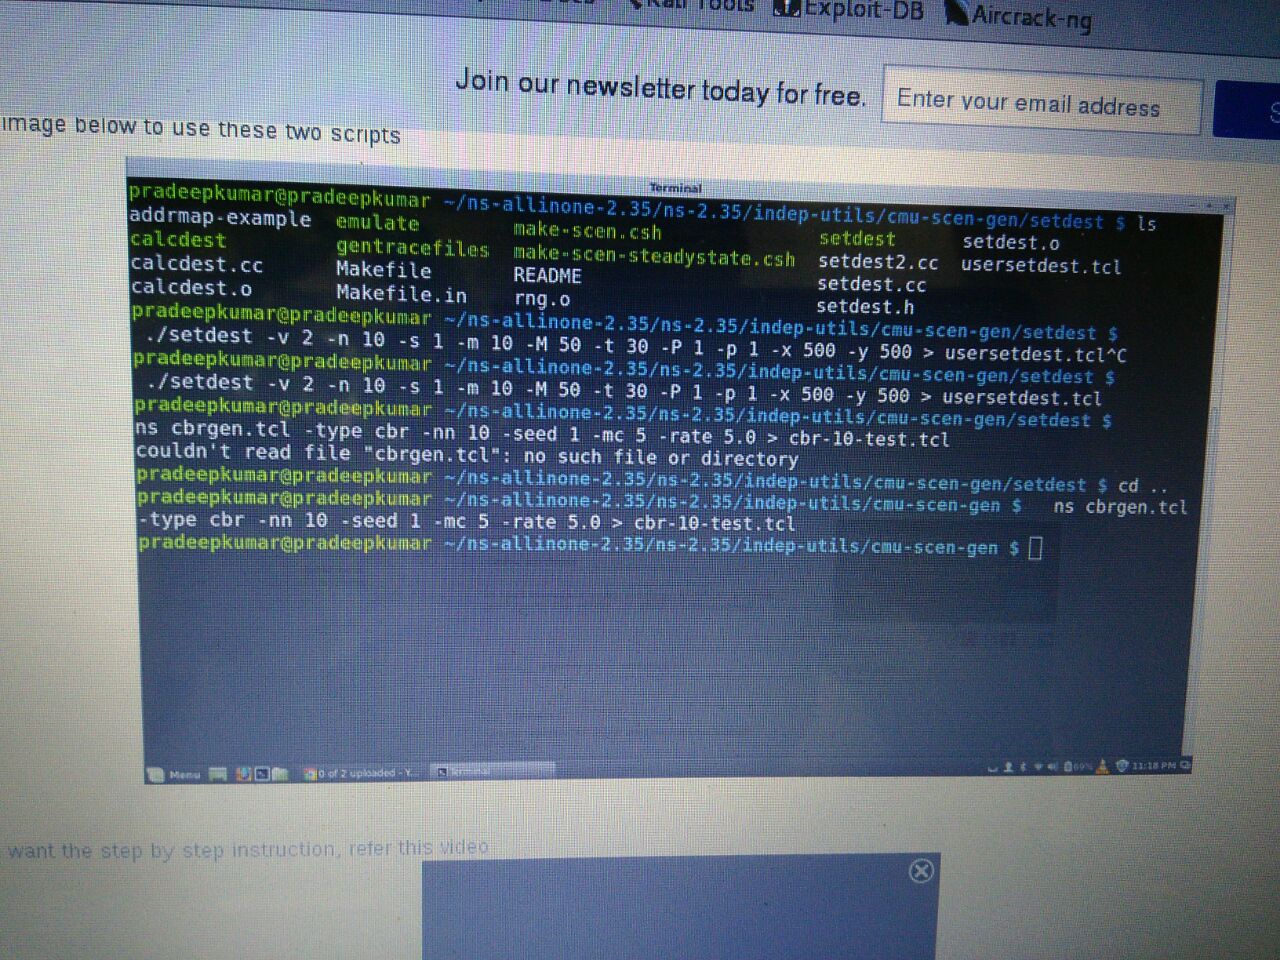 Kali Tools Exploit-DB Aircrack-ng
Join our newsletter today for free. Enter your email address
image below to use these two scripts
Terminal
pradeepkumar@pradeepkumar ~/ns-allinone-2.35/ns-2.35/indep-utils/cmu-scen-gen/setdest $ ls
addrmap-example emulate make-scen.csh setdest setdest.o
calcdest gentracefiles make-scen-steadystate.csh setdest2.cc usersetdest.tcl
calcdest.cc Makefile README setdest.cc
calcdest.o Makefile.in rng.o setdest.h
pradeepkumar@pradeepkumar ~/ns-allinone-2.35/ns-2.35/indep-utils/cmu-scen-gen/setdest $
./setdest -v 2 -n 10 -s 1 -m 10 -M 50 -t 30 -P 1 -p 1 -x 500 -y 500 > usersetdest.tcl^C
pradeepkumar@pradeepkumar ~/ns-allinone-2.35/ns-2.35/indep-utils/cmu-scen-gen/setdest $
./setdest -v 2 -n 10 -s 1 -m 10 -M 50 -t 30 -P 1 -p 1 -x 500 -y 500 > usersetdest.tcl
pradeepkumar@pradeepkumar ~/ns-allinone-2.35/ns-2.35/indep-utils/cmu-scen-gen/setdest $
ns cbrgen.tcl -type cbr -nn 10 -seed 1 -mc 5 -rate 5.0 > cbr-10-test.tcl
couldn't read file "cbrgen.tcl": no such file or directory
pradeepkumar@pradeepkumar ~/ns-allinone-2.35/ns-2.35/indep-utils/cmu-scen-gen/setdest $ cd ..
pradeepkumar@pradeepkumar ~/ns-allinone-2.35/ns-2.35/indep-utils/cmu-scen-gen $ ns cbrgen.tcl
-type cbr -nn 10 -seed 1 -mc 5 -rate 5.0 > cbr-10-test.tcl
pradeepkumar@pradeepkumar ~/ns-allinone-2.35/ns-2.35/indep-utils/cmu-scen-gen $
Menu 0 of 2 uploaded - Y... Terminal 69% 11:18 PM
want the step by step instruction, refer this video